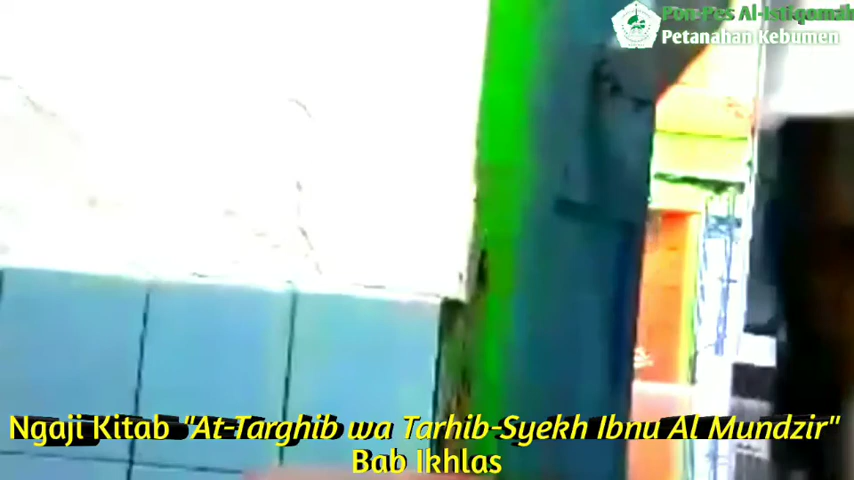 Pon-Pes Al-Istiqomah
Petanahan Kebumen
Ngaji Kitab "At-Targhib wa Tarhib-Syekh Ibnu Al Mundzir"
Bab Ikhlas